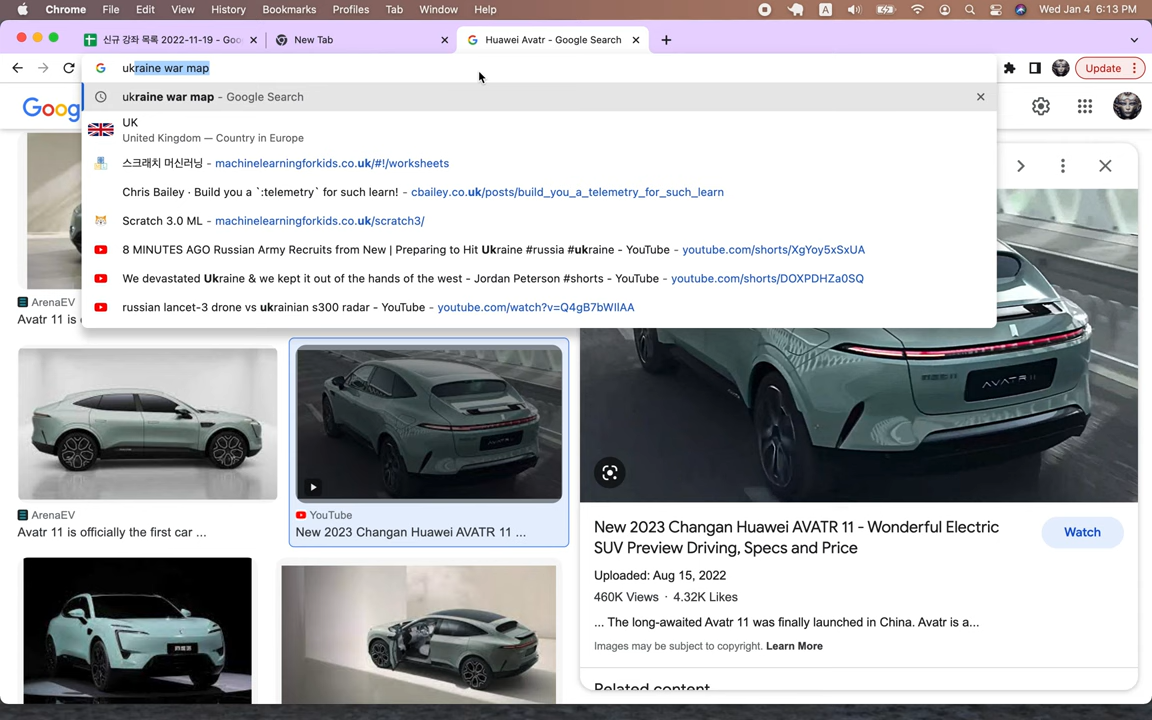 Chrome File Edit View History Bookmarks Profiles Tab Window Help A Wed Jan 4 6:13 PM
신규 강좌 목록 2022-11-19 - Goo
New Tab
Huawei Avatr - Google Search
ukraine war map
Update
ukraine war map - Google Search
UK
United Kingdom — Country in Europe
스크래치 머신러닝 - machinelearningforkids.co.uk/#!/worksheets
Chris Bailey · Build you a `:telemetry` for such learn! - cbailey.co.uk/posts/build_you_a_telemetry_for_such_learn
Scratch 3.0 ML - machinelearningforkids.co.uk/scratch3/
8 MINUTES AGO Russian Army Recruits from New | Preparing to Hit Ukraine #russia #ukraine - YouTube - youtube.com/shorts/XgYoy5xSxUA
We devastated Ukraine & we kept it out of the hands of the west - Jordan Peterson #shorts - YouTube - youtube.com/shorts/DOXPDHZa0SQ
russian lancet-3 drone vs ukrainian s300 radar - YouTube - youtube.com/watch?v=Q4gB7bWIlAA
Goog
ArenaEV
Avatr 11 is
ArenaEV
Avatr 11 is officially the first car ...
YouTube
New 2023 Changan Huawei AVATR 11 ...
AVATR 11
New 2023 Changan Huawei AVATR 11 - Wonderful Electric
SUV Preview Driving, Specs and Price
Watch
Uploaded: Aug 15, 2022
460K Views · 4.32K Likes
... The long-awaited Avatr 11 was finally launched in China. Avatr is a...
Images may be subject to copyright. Learn More
Related content